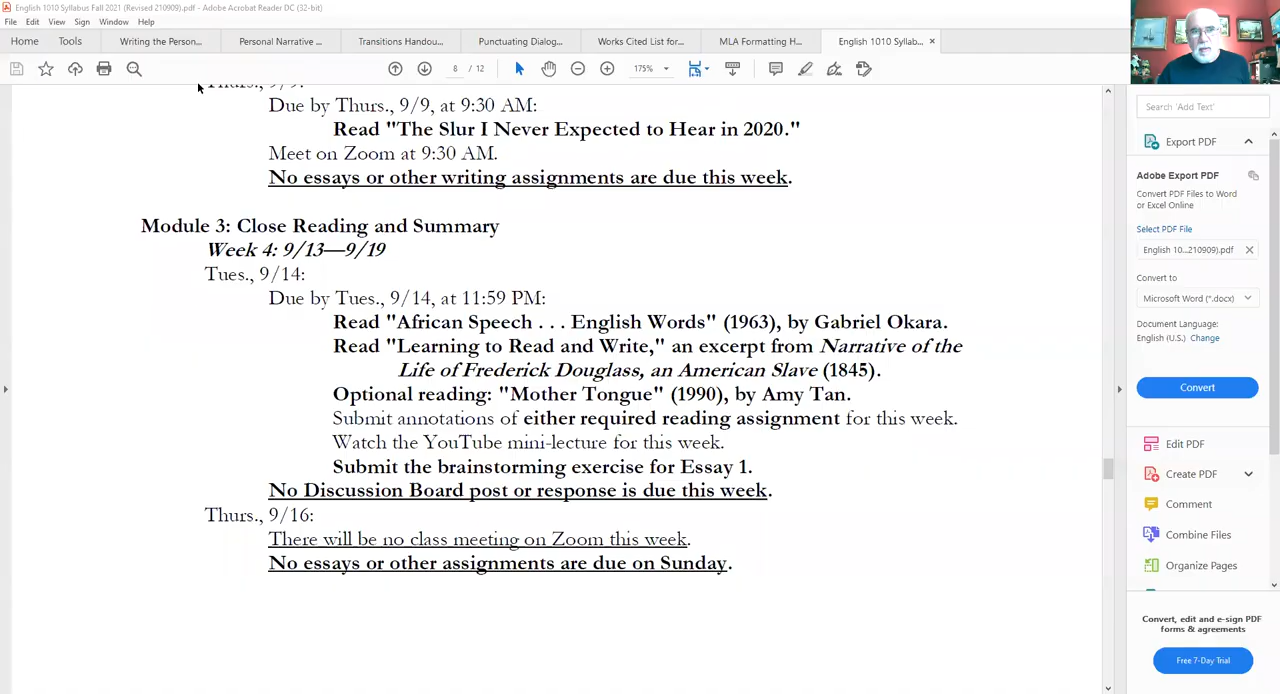 English 1010 Syllabus Fall 2021 (Revised 210909).pdf - Adobe Acrobat Reader DC (32-bit)
File Edit View Sign Window Help
Home Tools Writing the Person... Personal Narrative ... Transitions Handou... Punctuating Dialog... Works Cited List for... MLA Formatting H... English 1010 Syllab... ×
8 / 12 175%
Thurs., 9/9:
Due by Thurs., 9/9, at 9:30 AM:
Read "The Slur I Never Expected to Hear in 2020."
Meet on Zoom at 9:30 AM.
No essays or other writing assignments are due this week.
Module 3: Close Reading and Summary
Week 4: 9/13—9/19
Tues., 9/14:
Due by Tues., 9/14, at 11:59 PM:
Read "African Speech . . . English Words" (1963), by Gabriel Okara.
Read "Learning to Read and Write," an excerpt from Narrative of the
Life of Frederick Douglass, an American Slave (1845).
Optional reading: "Mother Tongue" (1990), by Amy Tan.
Submit annotations of either required reading assignment for this week.
Watch the YouTube mini-lecture for this week.
Submit the brainstorming exercise for Essay 1.
No Discussion Board post or response is due this week.
Thurs., 9/16:
There will be no class meeting on Zoom this week.
No essays or other assignments are due on Sunday.
Search 'Add Text'
Export PDF
Adobe Export PDF
Convert PDF Files to Word
or Excel Online
Select PDF File
English 10...210909).pdf
Convert to
Microsoft Word (*.docx)
Document Language:
English (U.S.) Change
Convert
Edit PDF
Create PDF
Comment
Combine Files
Organize Pages
Convert, edit and e-sign PDF
forms & agreements
Free 7-Day Trial